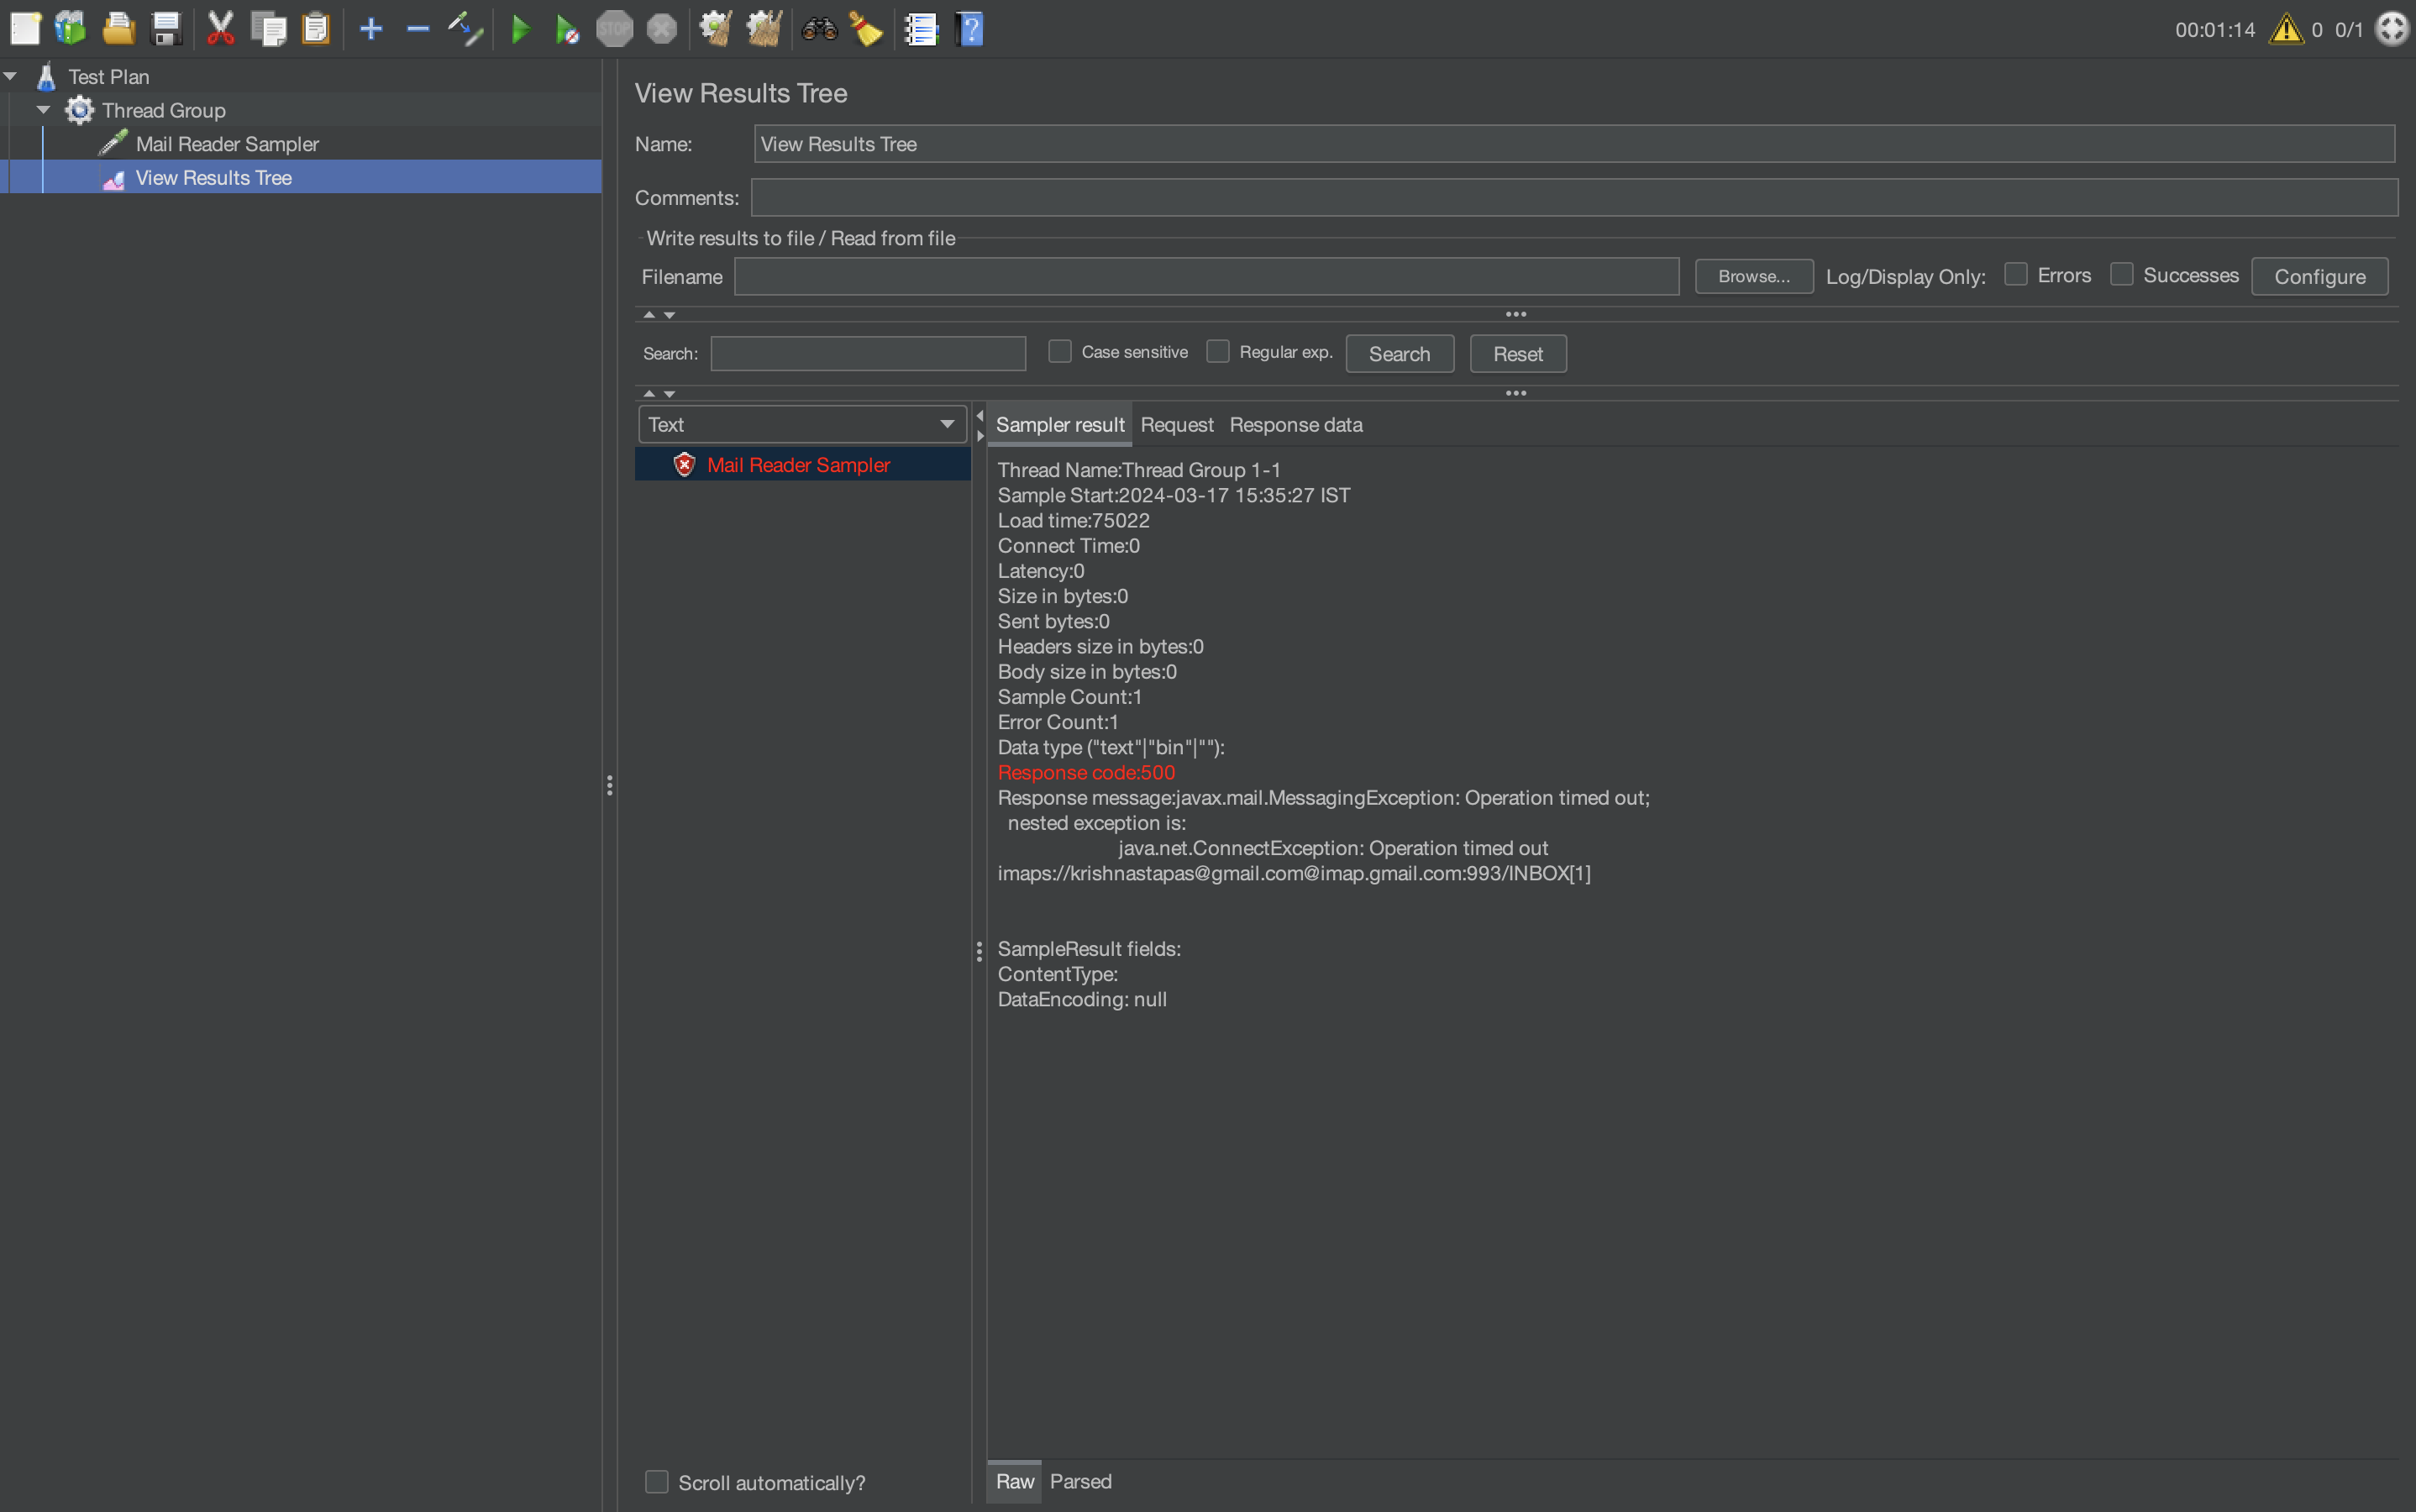 STOP
00:01:14
0
0/1
Test Plan
Thread Group
Mail Reader Sampler
View Results Tree
View Results Tree
Name:
View Results Tree
Comments:
Write results to file / Read from file
Filename
Browse...
Log/Display Only:
Errors
Successes
Configure
Search:
Case sensitive
Regular exp.
Search
Reset
Text
Mail Reader Sampler
Sampler result
Request
Response data
Thread Name:Thread Group 1-1
Sample Start:2024-03-17 15:35:27 IST
Load time:75022
Connect Time:0
Latency:0
Size in bytes:0
Sent bytes:0
Headers size in bytes:0
Body size in bytes:0
Sample Count:1
Error Count:1
Data type ("text"|"bin"|""):
Response code:500
Response message:javax.mail.MessagingException: Operation timed out;
nested exception is:
java.net.ConnectException: Operation timed out
imaps://krishnastapas@gmail.com@imap.gmail.com:993/INBOX[1]
SampleResult fields:
ContentType:
DataEncoding: null
Scroll automatically?
Raw
Parsed